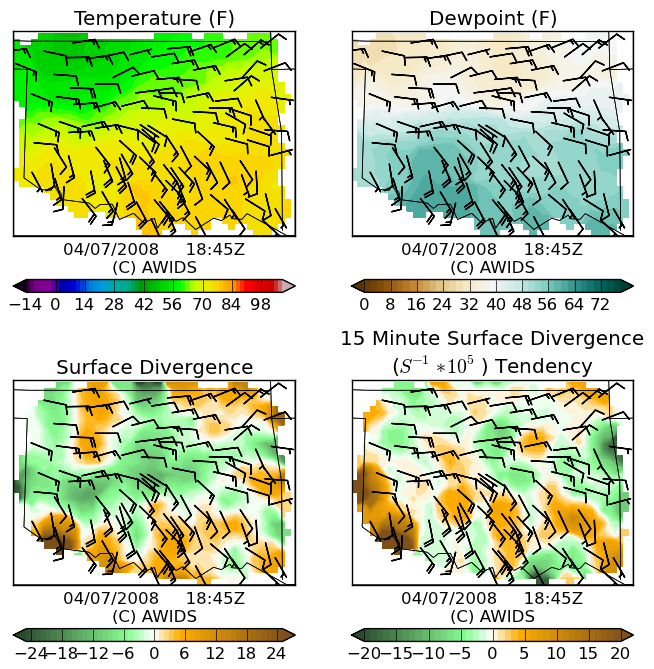 Temperature (F)
Dewpoint (F)
04/07/2008 18:45Z
(C) AWIDS
04/07/2008 18:45Z
(C) AWIDS
−14 0 14 28 42 56 70 84 98
0 8 16 24 32 40 48 56 64 72
Surface Divergence
15 Minute Surface Divergence
(S⁻¹ *10⁵ ) Tendency
04/07/2008 18:45Z
(C) AWIDS
04/07/2008 18:45Z
(C) AWIDS
−24 −18 −12 −6 0 6 12 18 24
−20 −15 −10 −5 0 5 10 15 20